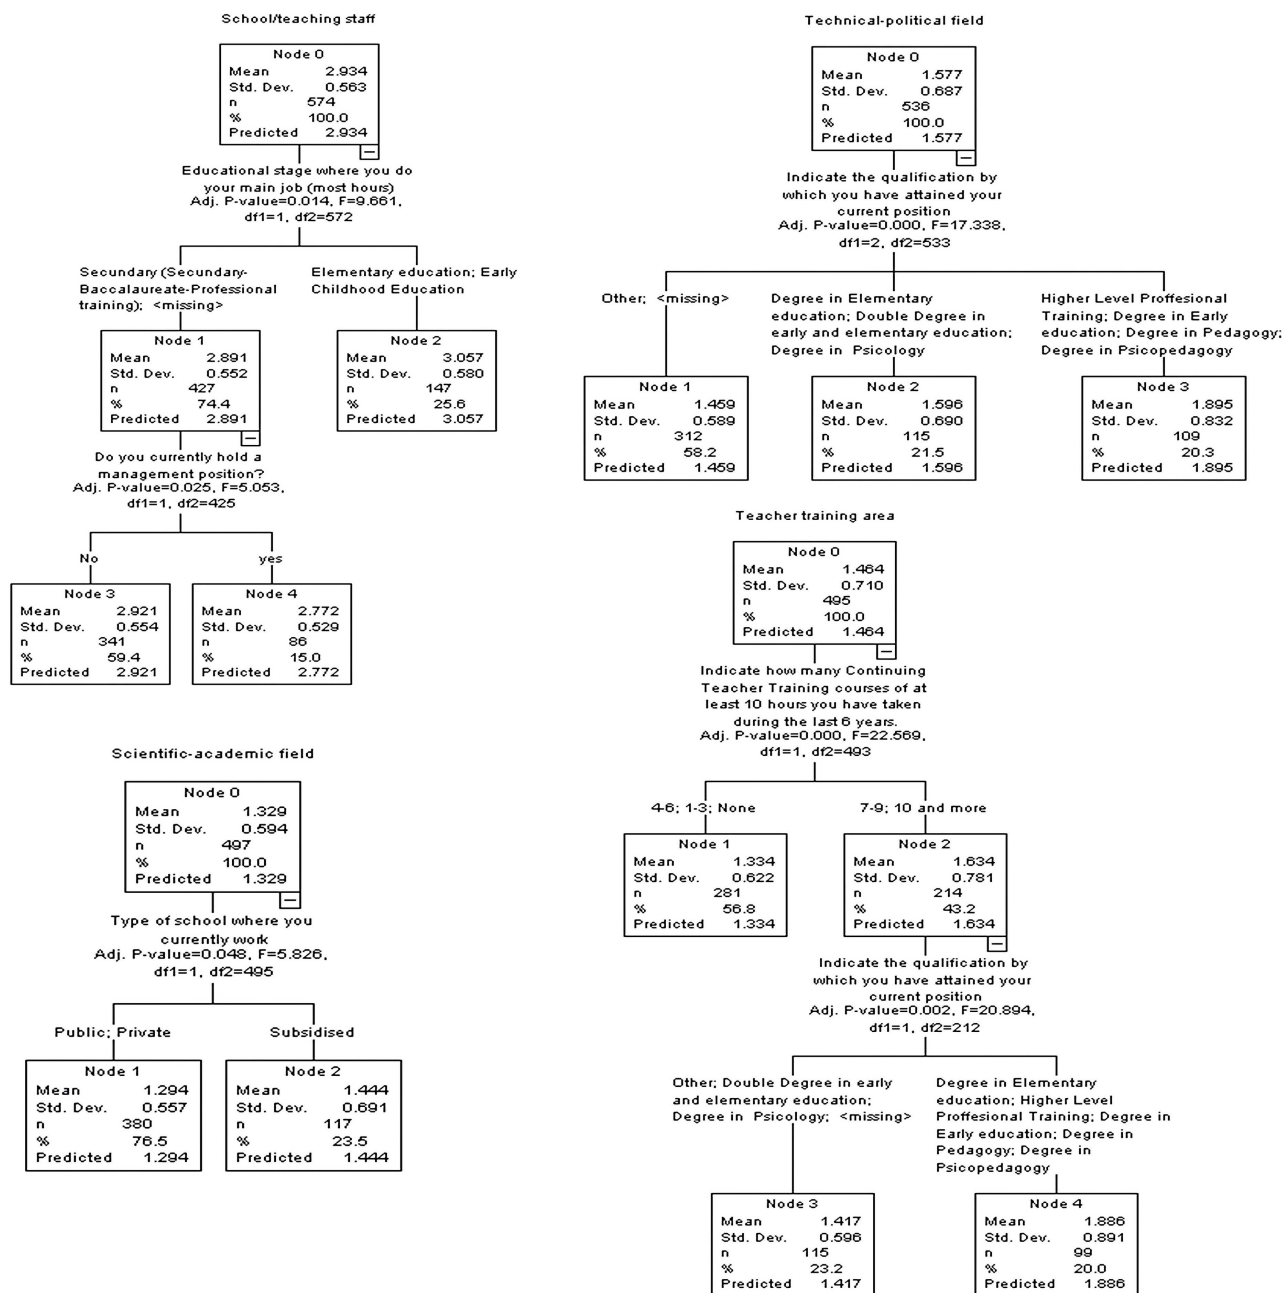 School/teaching staff
Node 0
Mean 2.934
Std. Dev. 0.563
n 574
% 100.0
Predicted 2.934
Educational stage where you do
your main job (most hours)
Adj. P-value=0.014, F=9.661,
df1=1, df2=572
Secundary (Secundary-
Baccalaureate-Professional
training); <missing>
Elementary education; Early
Childhood Education
Node 1
Mean 2.891
Std. Dev. 0.552
n 427
% 74.4
Predicted 2.891
Node 2
Mean 3.057
Std. Dev. 0.580
n 147
% 25.6
Predicted 3.057
Do you currently hold a
management position?
Adj. P-value=0.025, F=5.053,
df1=1, df2=425
No
yes
Node 3
Mean 2.921
Std. Dev. 0.554
n 341
% 59.4
Predicted 2.921
Node 4
Mean 2.772
Std. Dev. 0.529
n 86
% 15.0
Predicted 2.772
Scientific-academic field
Node 0
Mean 1.329
Std. Dev. 0.594
n 497
% 100.0
Predicted 1.329
Type of school where you
currently work
Adj. P-value=0.048, F=5.826,
df1=1, df2=495
Public; Private
Subsidised
Node 1
Mean 1.294
Std. Dev. 0.557
n 380
% 76.5
Predicted 1.294
Node 2
Mean 1.444
Std. Dev. 0.691
n 117
% 23.5
Predicted 1.444
Technical-political field
Node 0
Mean 1.577
Std. Dev. 0.687
n 536
% 100.0
Predicted 1.577
Indicate the qualification by
which you have attained your
current position
Adj. P-value=0.000, F=17.338,
df1=2, df2=533
Other; <missing>
Degree in Elementary
education; Double Degree in
early and elementary education;
Degree in Psicology
Higher Level Proffesional
Training; Degree in Early
education; Degree in Pedagogy;
Degree in Psicopedagogy
Node 1
Mean 1.459
Std. Dev. 0.589
n 312
% 58.2
Predicted 1.459
Node 2
Mean 1.596
Std. Dev. 0.690
n 115
% 21.5
Predicted 1.596
Node 3
Mean 1.895
Std. Dev. 0.832
n 109
% 20.3
Predicted 1.895
Teacher training area
Node 0
Mean 1.464
Std. Dev. 0.710
n 495
% 100.0
Predicted 1.464
Indicate how many Continuing
Teacher Training courses of at
least 10 hours you have taken
during the last 6 years.
Adj. P-value=0.000, F=22.569,
df1=1, df2=493
4-6; 1-3; None
7-9; 10 and more
Node 1
Mean 1.334
Std. Dev. 0.622
n 281
% 56.8
Predicted 1.334
Node 2
Mean 1.634
Std. Dev. 0.781
n 214
% 43.2
Predicted 1.634
Indicate the qualification by
which you have attained your
current position
Adj. P-value=0.002, F=20.894,
df1=1, df2=212
Other; Double Degree in early
and elementary education;
Degree in Psicology; <missing>
Degree in Elementary
education; Higher Level
Proffesional Training; Degree in
Early education; Degree in
Pedagogy; Degree in
Psicopedagogy
Node 3
Mean 1.417
Std. Dev. 0.596
n 115
% 23.2
Predicted 1.417
Node 4
Mean 1.886
Std. Dev. 0.891
n 99
% 20.0
Predicted 1.886